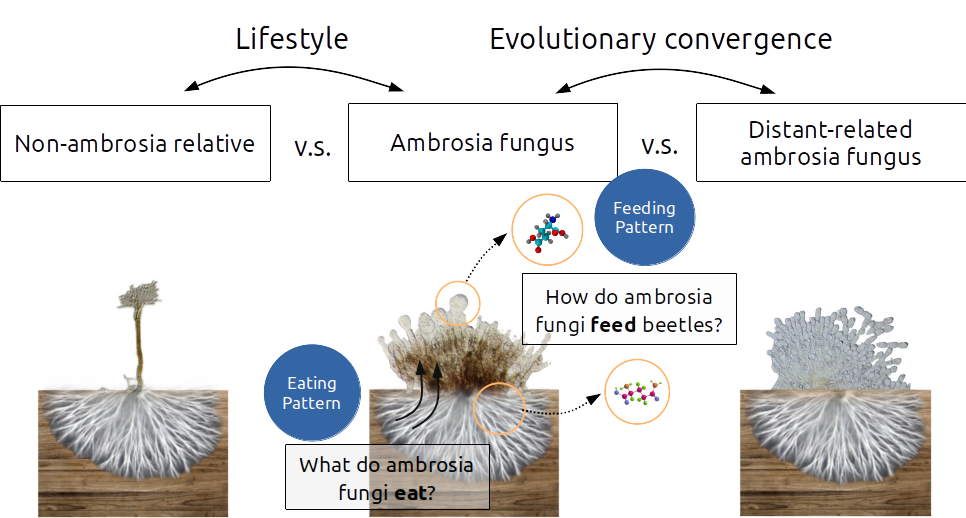 Lifestyle
Evolutionary convergence
Non-ambrosia relative
v.s.
Ambrosia fungus
v.s.
Distant-related
ambrosia fungus
Feeding
Pattern
How do ambrosia
fungi feed beetles?
Eating
Pattern
What do ambrosia
fungi eat?